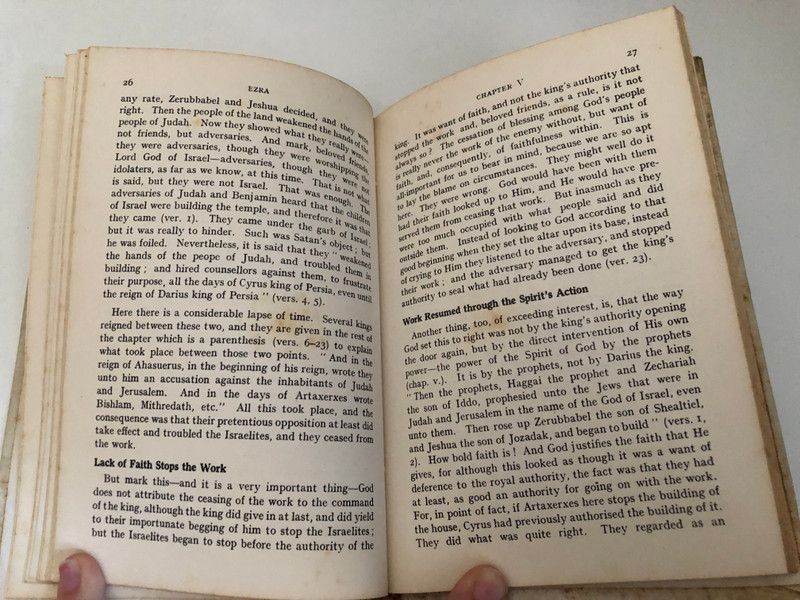 26
EZRA
any rate, Zerubbabel and Jeshua decided, and they were
right. Then the people of the land weakened the hands of the
people of Judah. Now they showed what they really were—
not friends, but adversaries. And mark, beloved friends,
they were adversaries, though they were worshipping the
Lord God of Israel—adversaries, though they were not
idolaters, as far as we know, at this time. That is not what
is said, but they were not Israel. That was enough. The
adversaries of Judah and Benjamin heard that the children
of Israel were building the temple, and therefore it was that
they came (ver. 1). They came under the garb of Israel;
but it was really to hinder. Such was Satan's object; but
he was foiled. Nevertheless, it is said that they "weakened
the hands of the peope of Judah, and troubled them in
building; and hired counsellors against them, to frustrate
their purpose, all the days of Cyrus king of Persia, even until
the reign of Darius king of Persia" (vers. 4, 5).
Here there is a considerable lapse of time. Several kings
reigned between these two, and they are given in the rest of
the chapter which is a parenthesis (vers. 6–23) to explain
what took place between those two points. "And in the
reign of Ahasuerus, in the beginning of his reign, wrote they
unto him an accusation against the inhabitants of Judah
and Jerusalem. And in the days of Artaxerxes wrote
Bishlam, Mithredath, etc." All this took place, and the
consequence was that their pretentious opposition at least did
take effect and troubled the Israelites, and they ceased from
the work.
Lack of Faith Stops the Work
But mark this—and it is a very important thing—God
does not attribute the ceasing of the work to the command
of the king, although the king did give in at last, and did yield
to their importunate begging of him to stop the Israelites;
but the Israelites began to stop before the authority of the
CHAPTER V
27
king. It was want of faith, and not the king's authority that
stopped the work and, beloved friends, as a rule, is it not
always so? The cessation of blessing among God's people
is really never the work of the enemy without, but want of
faith, and, consequently, of faithfulness within. This is
all-important for us to bear in mind, because we are so apt
to lay the blame on circumstances. They might well do it
here. They were wrong. God would have been with them
had their faith looked up to Him, and He would have pre-
served them from ceasing that work. But inasmuch as they
were too much occupied with what people said and did
outside them. Instead of looking to God according to that
good beginning when they set the altar upon its base, instead
of crying to Him they listened to the adversary, and stopped
their work; and the adversary managed to get the king's
authority to seal what had already been done (ver. 23).
Work Resumed through the Spirit's Action
Another thing, too, of exceeding interest, is, that the way
God set this to right was not by the king's authority opening
the door again, but by the direct intervention of His own
power—the power of the Spirit of God by the prophets
(chap. v.). It is by the prophets, not by Darius the king.
"Then the prophets, Haggai the prophet and Zechariah
the son of Iddo, prophesied unto the Jews that were in
Judah and Jerusalem in the name of the God of Israel, even
unto them. Then rose up Zerubbabel the son of Shealtiel,
and Jeshua the son of Jozadak, and began to build" (vers. 1,
2). How bold faith is! And God justifies the faith that He
gives, for although this looked as though it was a want of
deference to the royal authority, the fact was that they had
at least, as good an authority for going on with the work.
For, in point of fact, if Artaxerxes here stops the building of
the house, Cyrus had previously authorised the building of it.
They did what was quite right. They regarded as an